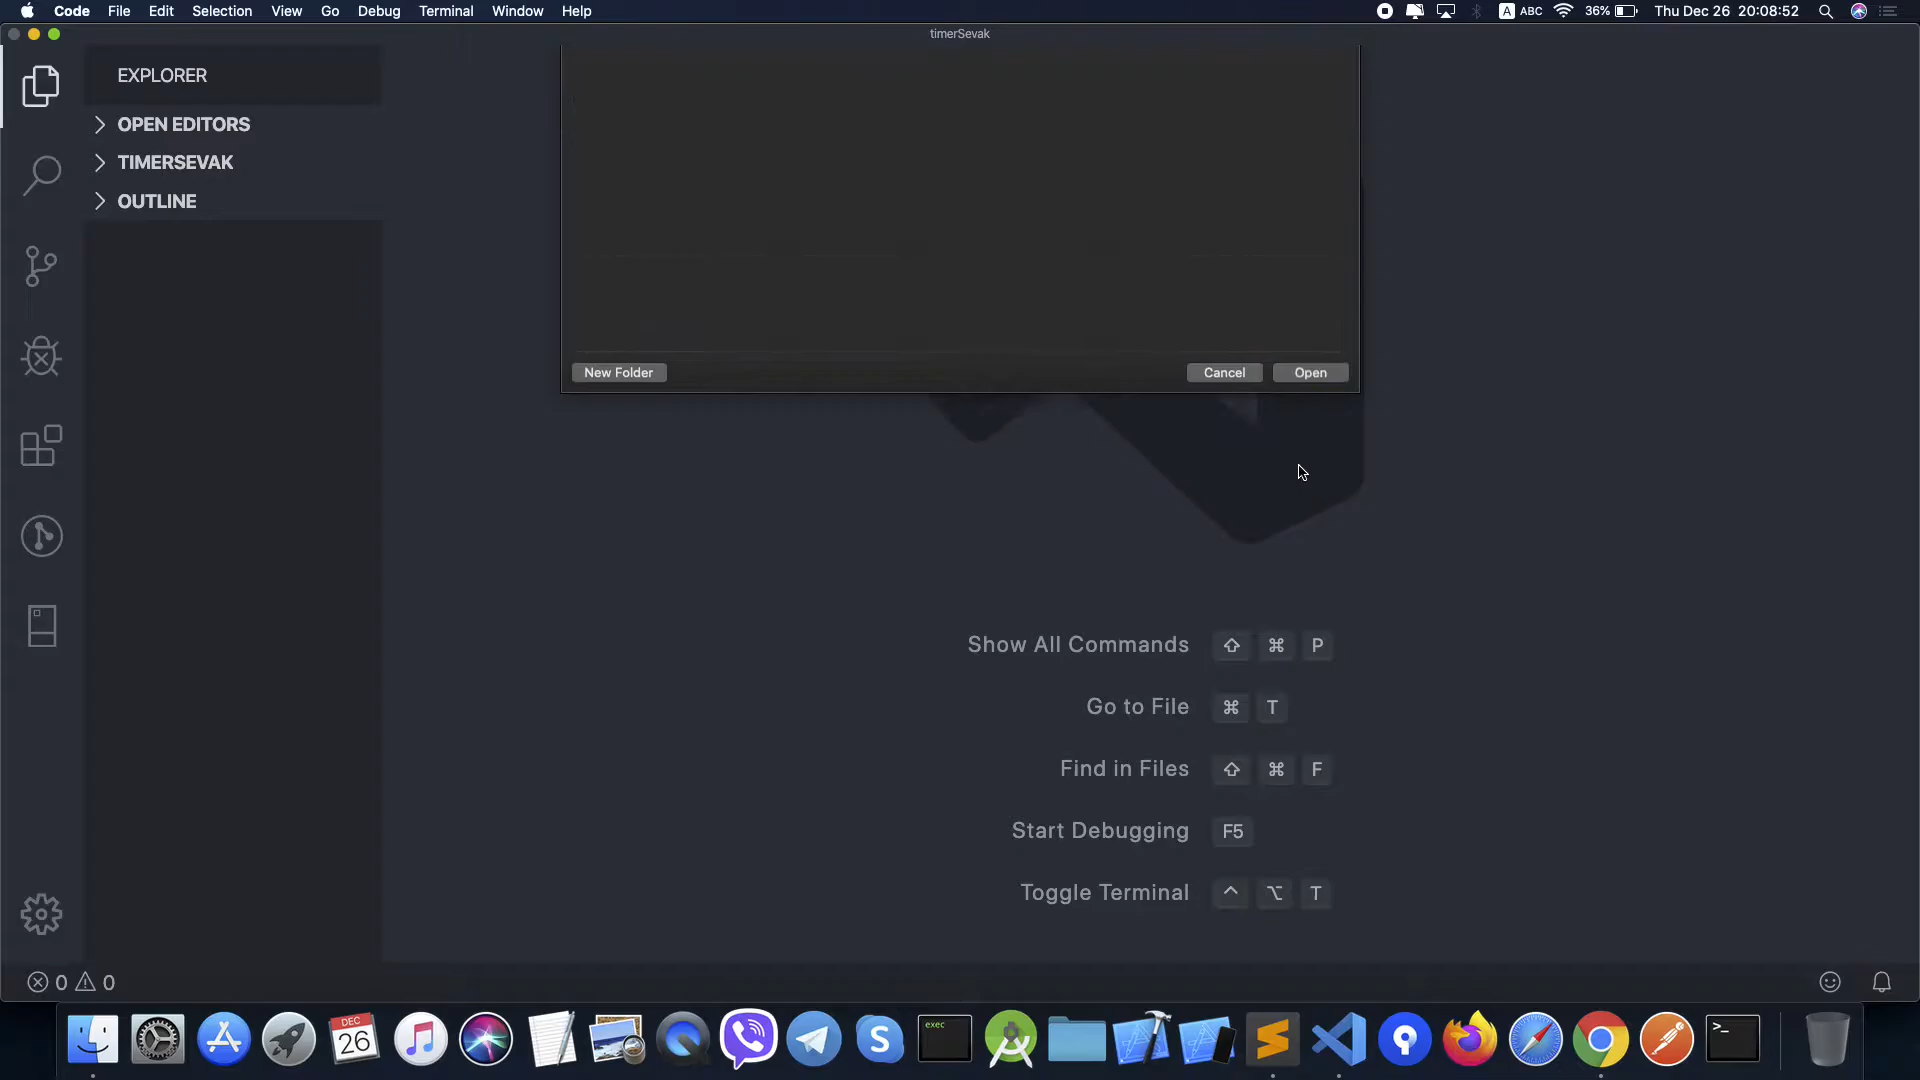 Code File Edit Selection View Go Debug Terminal Window Help
A ABC 36% Thu Dec 26 20:08:52
timerSevak
EXPLORER
OPEN EDITORS
TIMERSEVAK
OUTLINE
New Folder
Cancel
Open
Show All Commands ⇧ ⌘ P
Go to File ⌘ T
Find in Files ⇧ ⌘ F
Start Debugging F5
Toggle Terminal ^ ⌥ T
0 0
DEC
26
exec
>_